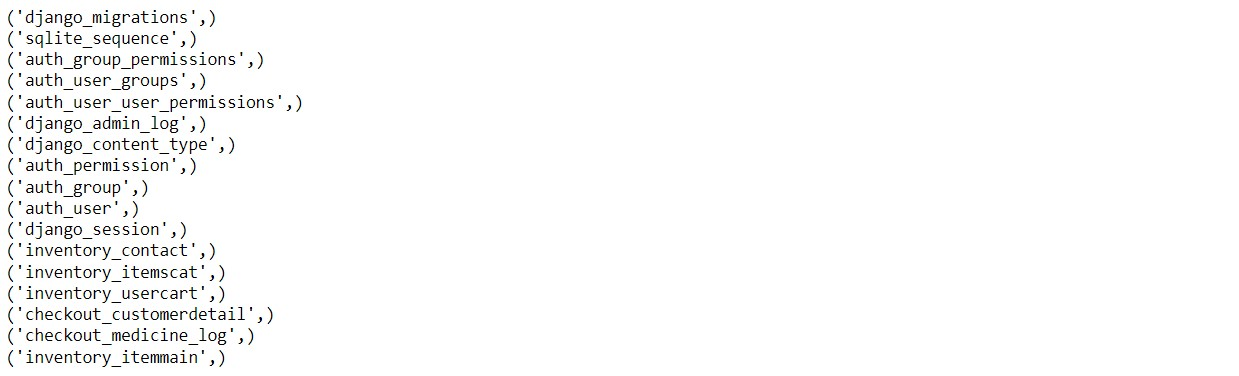 ('django_migrations',)
('sqlite_sequence',)
('auth_group_permissions',)
('auth_user_groups',)
('auth_user_user_permissions',)
('django_admin_log',)
('django_content_type',)
('auth_permission',)
('auth_group',)
('auth_user',)
('django_session',)
('inventory_contact',)
('inventory_itemscat',)
('inventory_usercart',)
('checkout_customerdetail',)
('checkout_medicine_log',)
('inventory_itemmain',)